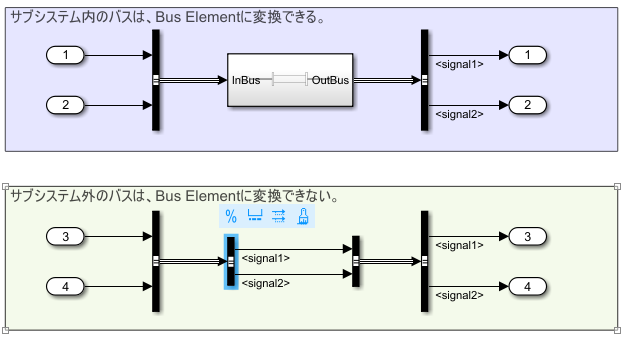 サブシステム内のバスは、Bus Elementに変換できる。
1
InBus
OutBus
<signal1>
1
2
<signal2>
2
サブシステム外のバスは、Bus Elementに変換できない。
%
3
<signal1>
<signal1>
3
4
<signal2>
<signal2>
4